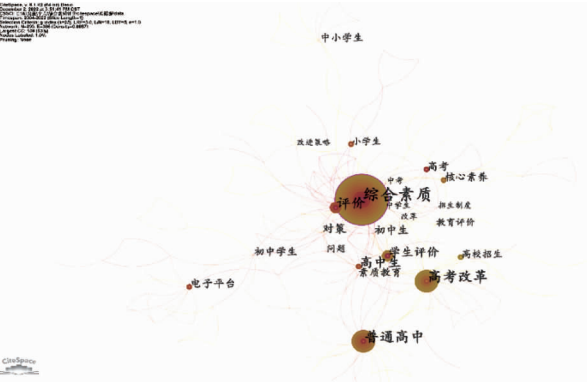 中小学生
改进策略
小学生
高考
核心素养
中考
综合素质
评价
中学生
招生制度
改革
教育评价
对策
初中生
问题
初中学生
学生评价
高校招生
高中生
素质教育
高考改革
电子平台
普通高中
CiteSpace